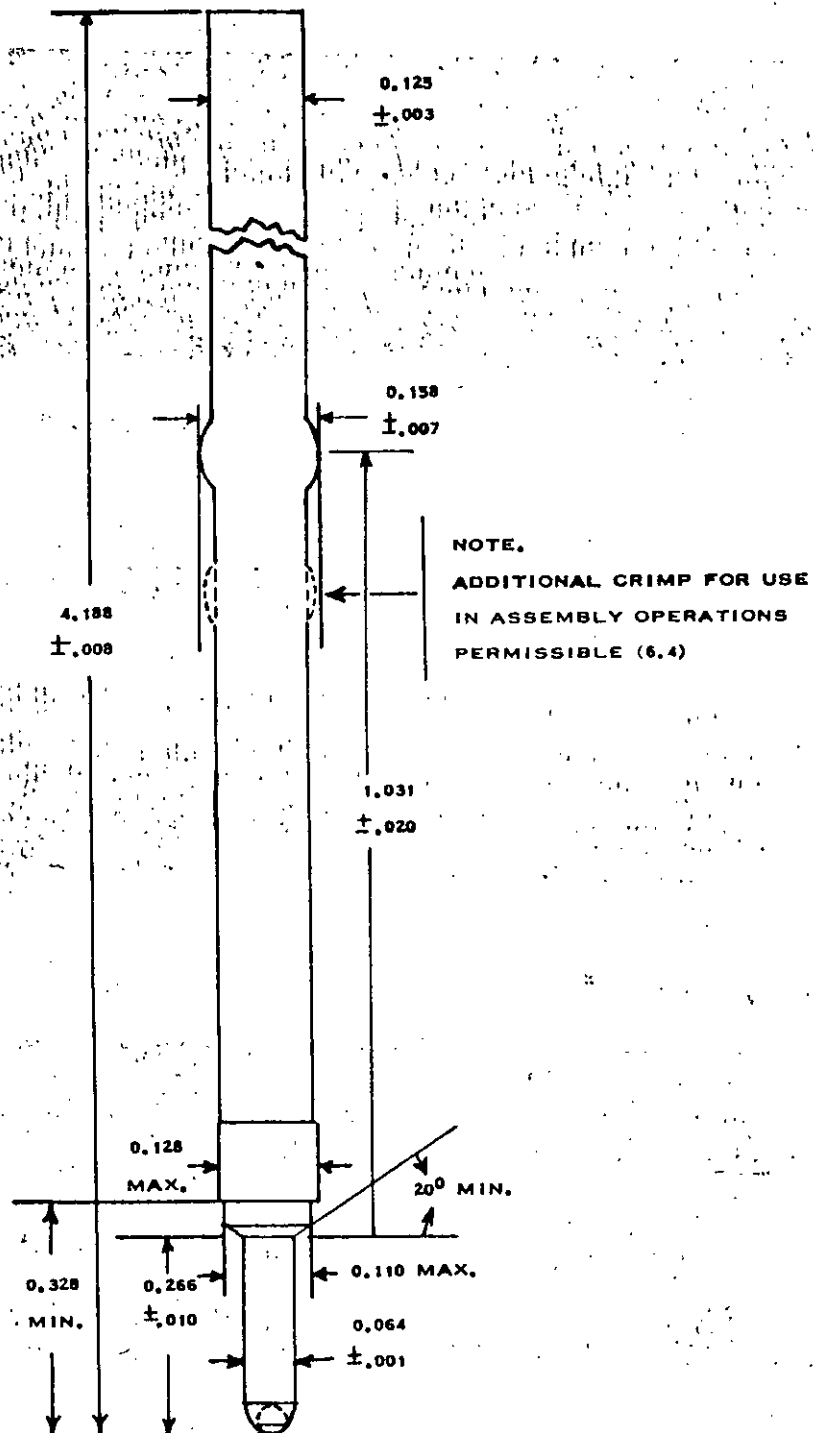 0.125
±.003
0.158
±.007
NOTE.
ADDITIONAL CRIMP FOR USE
IN ASSEMBLY OPERATIONS
PERMISSIBLE (6.4)
4.188
±.008
1.031
±.020
0.128
MAX.
20° MIN.
0.328
MIN.
0.266
±.010
0.110 MAX.
0.064
±.001